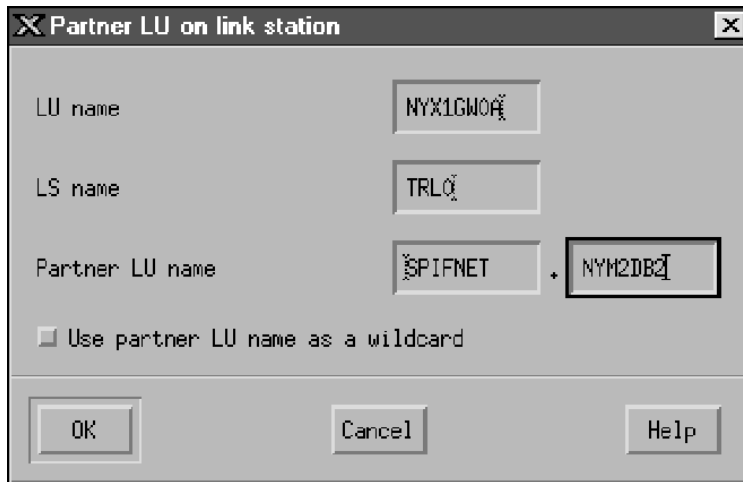 Partner LU on link station
LU name NYX1GW0A
LS name TRL0
Partner LU name SPIFNET . NYM2DB2
Use partner LU name as a wildcard
OK Cancel Help